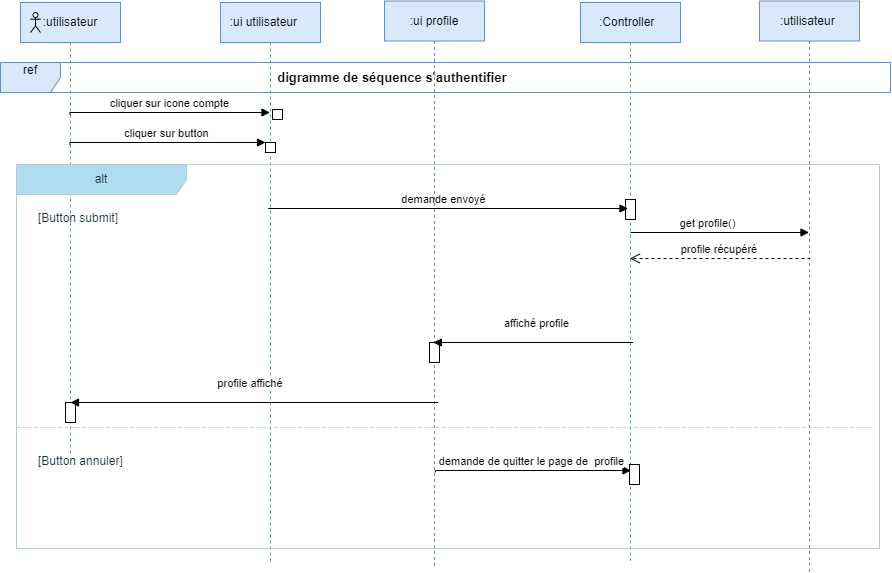 :utilisateur
:ui utilisateur
:ui profile
:Controller
:utilisateur
ref
digramme de séquence s'authentifier
cliquer sur icone compte
cliquer sur button
alt
demande envoyé
[Button submit]
get profile()
profile récupéré
affiché profile
profile affiché
[Button annuler]
demande de quitter le page de profile